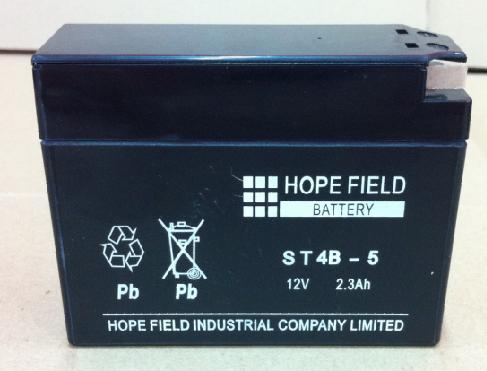 HOPE FIELD
BATTERY
ST4B - 5
12V 2.3Ah
Pb Pb
HOPE FIELD INDUSTRIAL COMPANY LIMITED